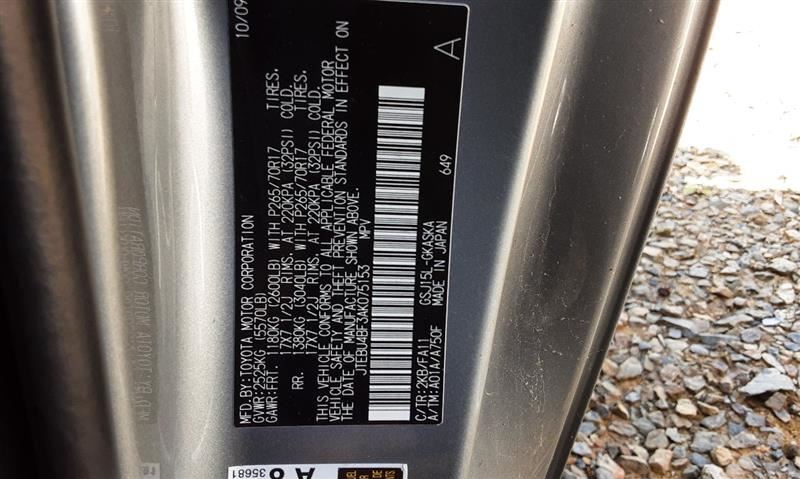 MFD.BY:TOYOTA MOTOR CORPORATION 10/09
GVWR:2525KG (5570LB)
GAWR:FRT. 1180KG (2600LB) WITH P265/70R17 TIRES.
17X7 1/2J RIMS. AT 220KPA (32PSI) COLD.
RR. 1380KG (3040LB) WITH P265/70R17 TIRES.
17X7 1/2J RIMS. AT 220KPA (32PSI) COLD.
THIS VEHICLE CONFORMS TO ALL APPLICABLE FEDERAL MOTOR
VEHICLE SAFETY AND THEFT PREVENTION STANDARDS IN EFFECT ON
THE DATE OF MANUFACTURE SHOWN ABOVE.
JTEBU4BF3AK075153 MPV
C/TR:2KB/FA11 GSJ15L-GKASKA 649
A/TM:A01A/A750F MADE IN JAPAN
A
35681